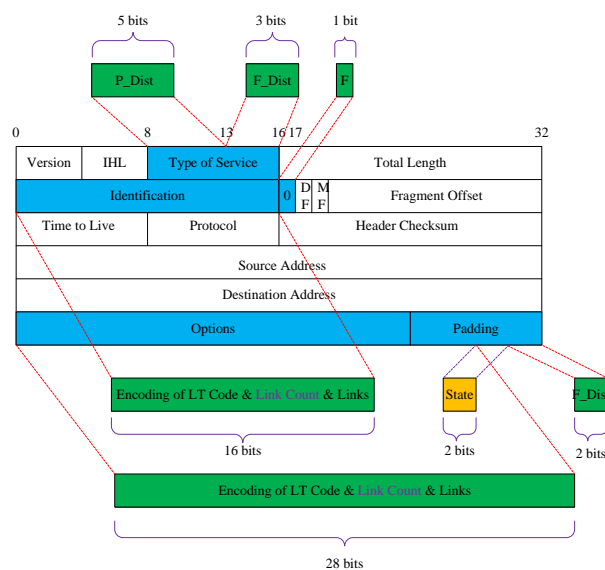 5 bits 3 bits 1 bit
P_Dist F_Dist F
0 8 13 16 17 32
Version IHL Type of Service Total Length
Identification 0 DF MF Fragment Offset
Time to Live Protocol Header Checksum
Source Address
Destination Address
Options Padding
Encoding of LT Code & Link Count & Links State F_Dist
16 bits 2 bits 2 bits
Encoding of LT Code & Link Count & Links
28 bits